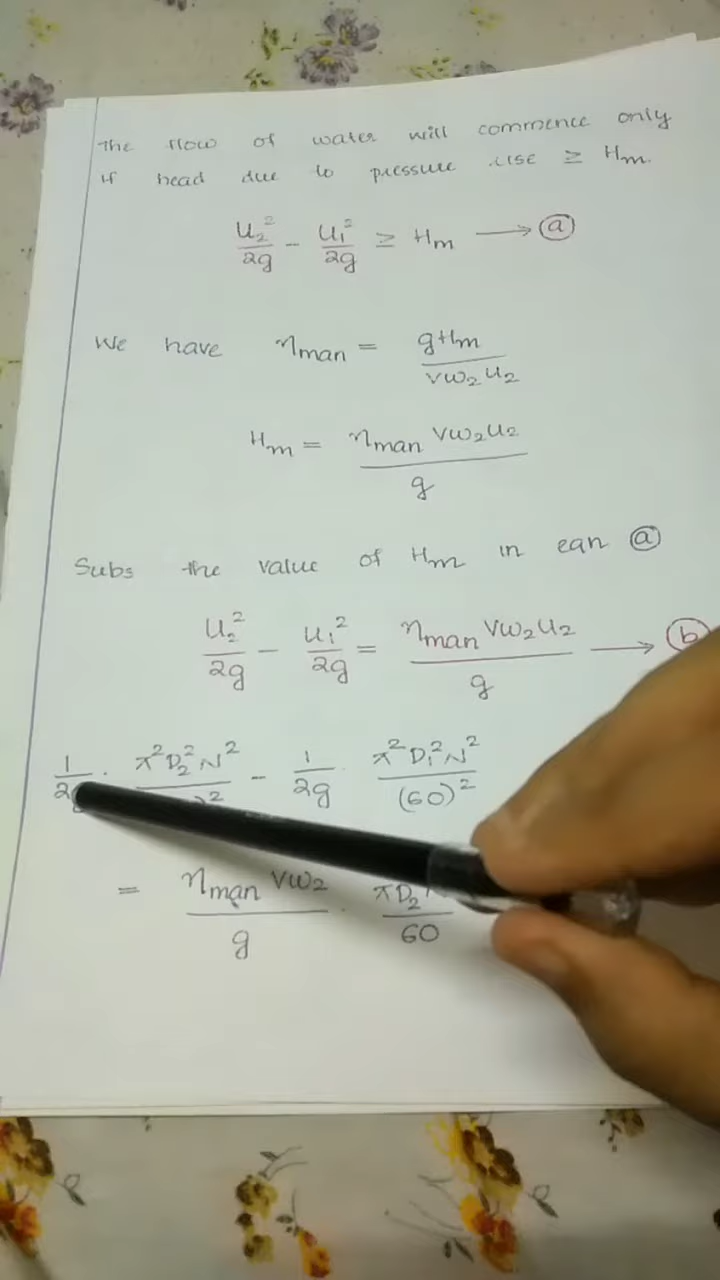 The flow of water will commence only
if head due to pressure rise ≥ Hm.
U₂²/2g - U₁²/2g ≥ Hm → ⓐ
We have ηman = gHm/Vw₂U₂
Hm = ηman Vw₂U₂/g
Subs the value of Hm in eqn ⓐ
U₂²/2g - U₁²/2g = ηman Vw₂U₂/g → ⓑ
1/2g · π²D₂²N²/)² - 1/2g · π²D₁²N²/(60)²
= ηman Vw₂/g · πD₂N/60